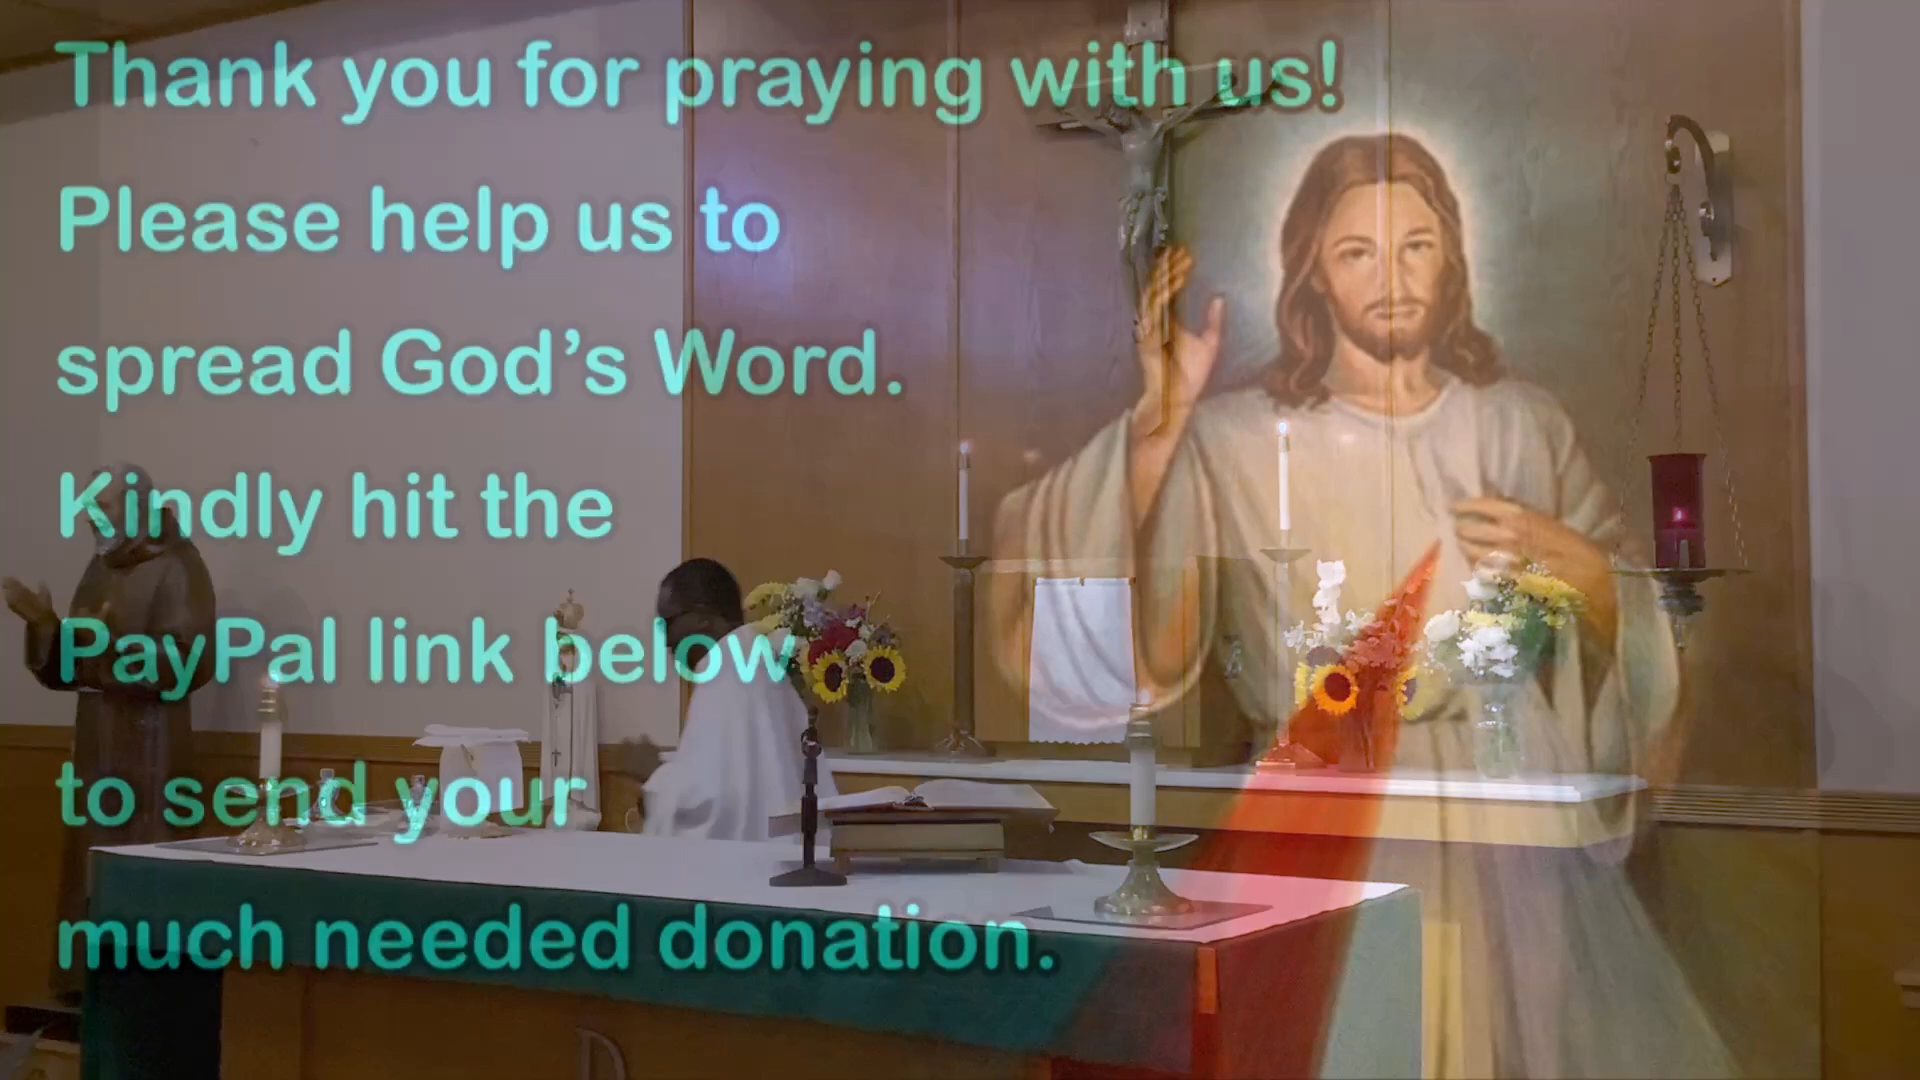 Thank you for praying with us!
Please help us to
spread God's Word.
Kindly hit the
PayPal link below
to send your
much needed donation.